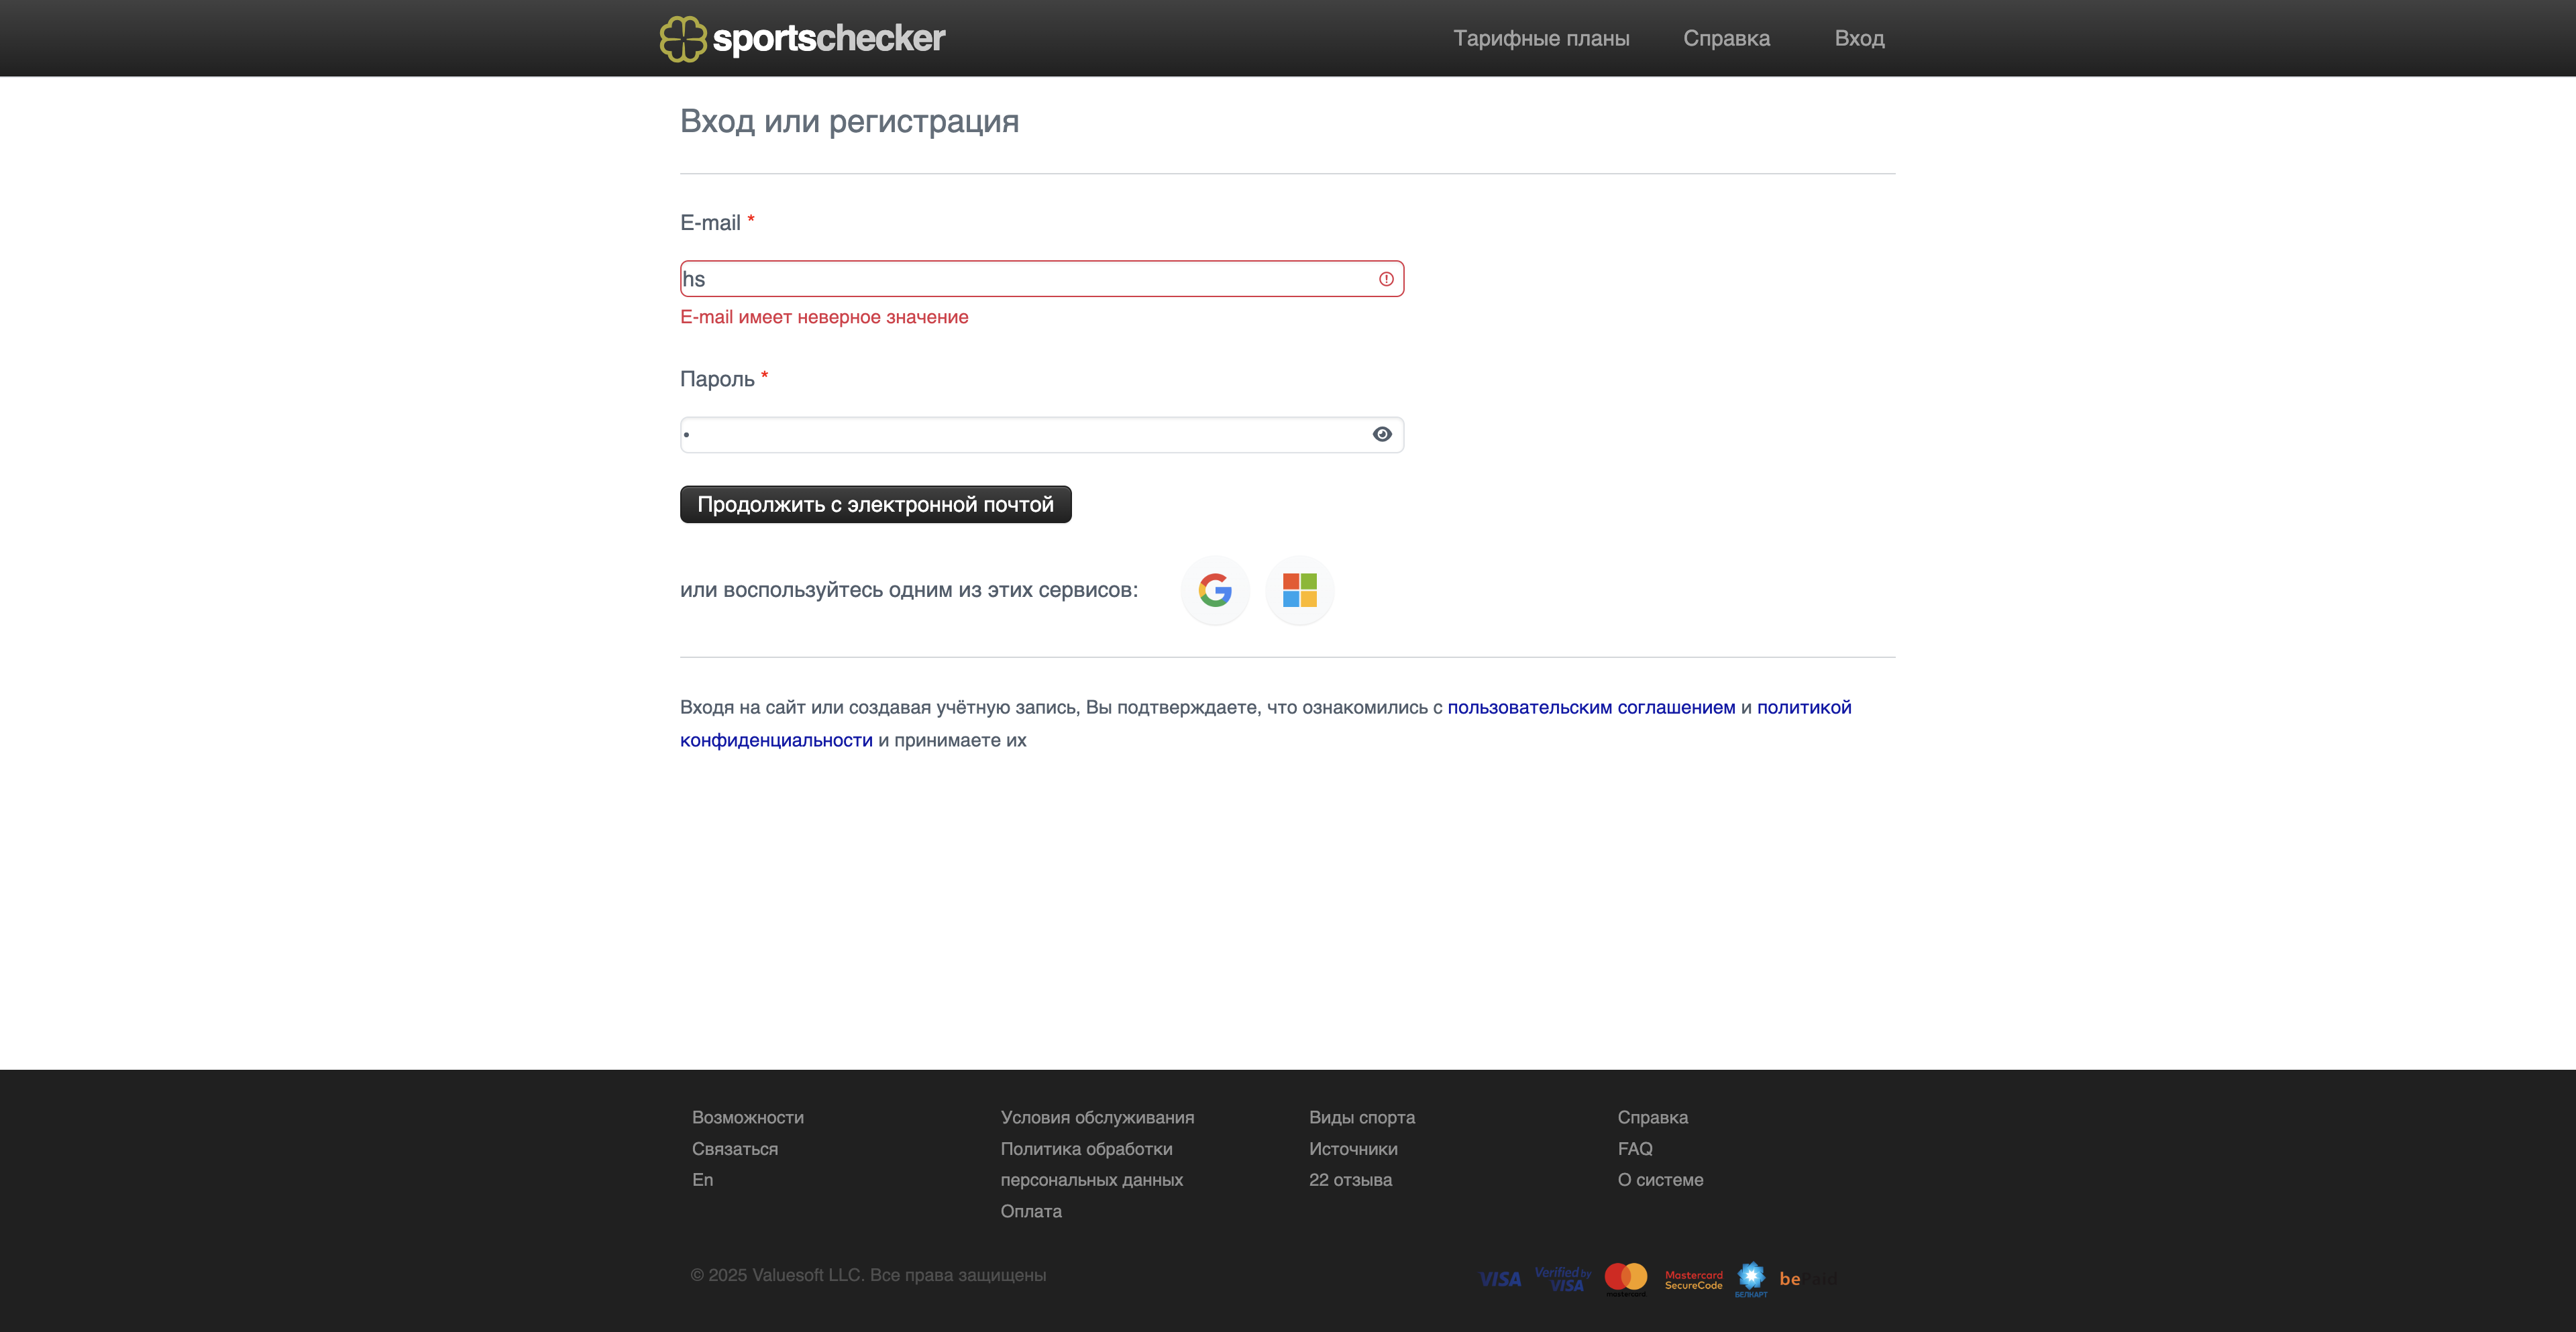 sportschecker
Тарифные планы
Справка
Вход
Вход или регистрация
E-mail *
hs
E-mail имеет неверное значение
Пароль *
•
Продолжить с электронной почтой
или воспользуйтесь одним из этих сервисов:
Входя на сайт или создавая учётную запись, Вы подтверждаете, что ознакомились с пользовательским соглашением и политикой
конфиденциальности и принимаете их
Возможности
Связаться
En
Условия обслуживания
Политика обработки
персональных данных
Оплата
Виды спорта
Источники
22 отзыва
Справка
FAQ
О системе
© 2025 Valuesoft LLC. Все права защищены
VISA
Verified by
VISA
mastercard
Mastercard
SecureCode
БЕЛКАРТ
bePaid